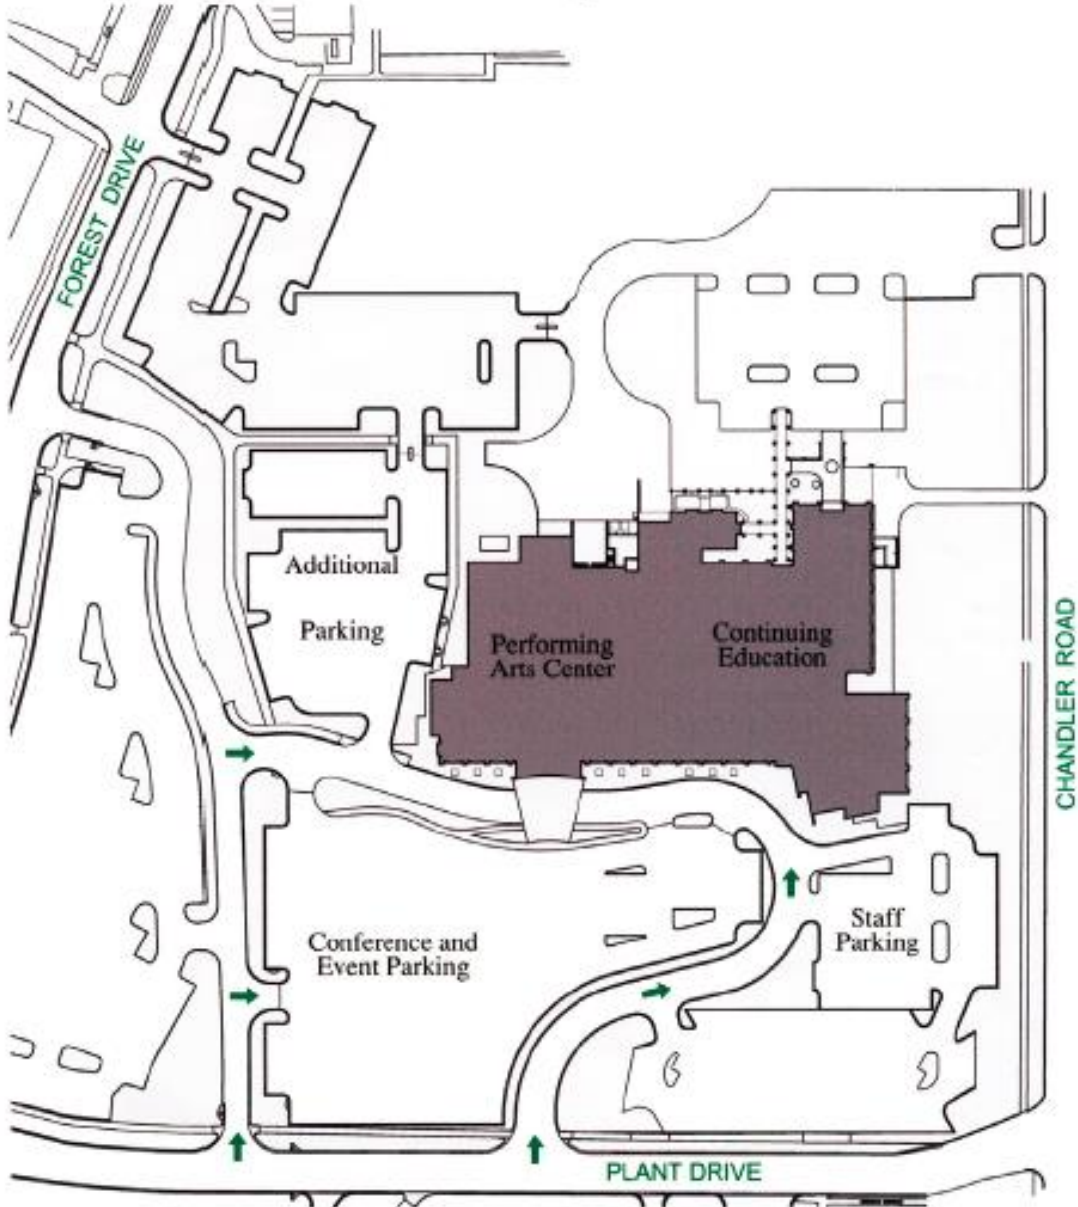 FOREST DRIVE
Additional
Parking
Performing
Arts Center
Continuing
Education
CHANDLER ROAD
Staff
Parking
Conference and
Event Parking
PLANT DRIVE